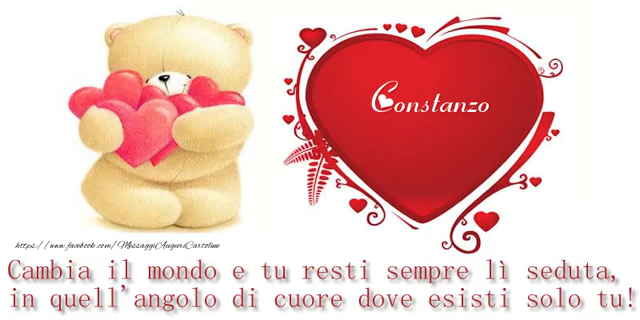 Constanzo
https://www.facebook.com/MessaggiAuguriCartoline
Cambia il mondo e tu resti sempre lì seduta,
in quell'angolo di cuore dove esisti solo tu!